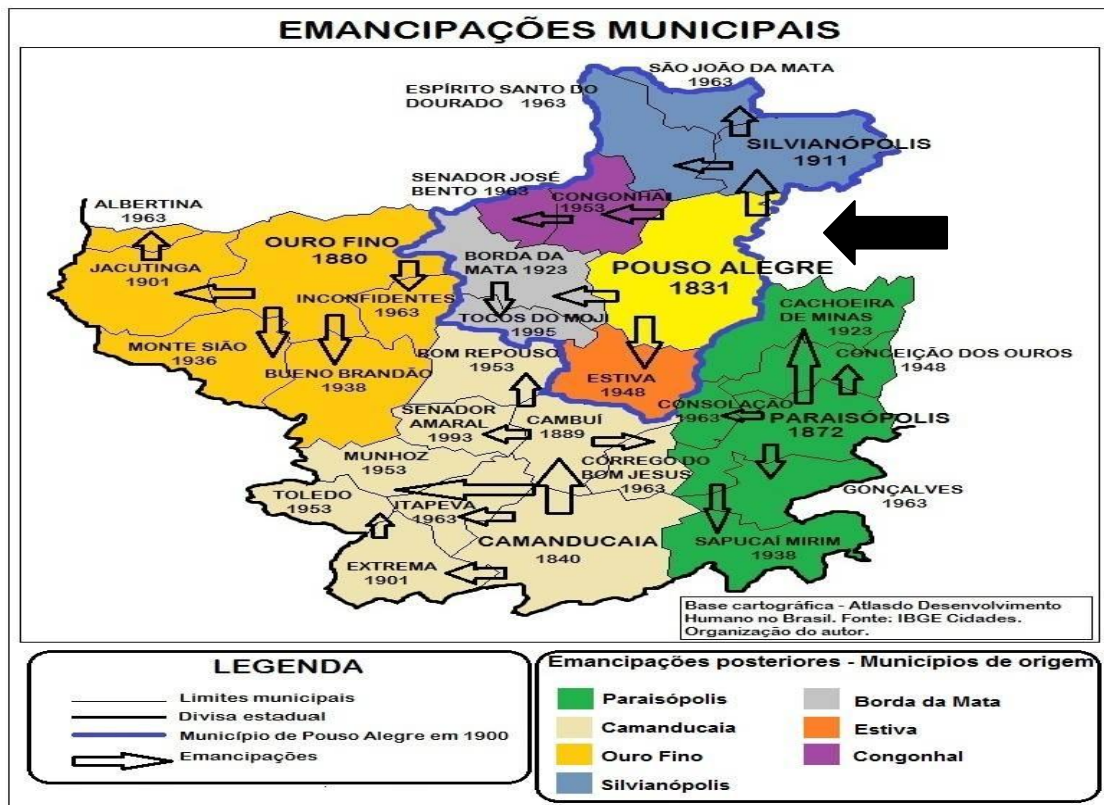 EMANCIPAÇÕES MUNICIPAIS
SÃO JOÃO DA MATA
1963
ESPÍRITO SANTO DO
DOURADO 1963
SILVIANÓPOLIS
1911
SENADOR JOSÉ
BENTO 1963
CONGONHAL
1953
ALBERTINA
1963
OURO FINO
1880
JACUTINGA
1901
BORDA DA
MATA 1923
POUSO ALEGRE
1831
INCONFIDENTES
1963
TOCOS DO MOJI
1995
CACHOEIRA
DE MINAS
1923
MONTE SIÃO
1936
BUENO BRANDÃO
1938
BOM REPOUSO
1953
ESTIVA
1948
CONCEIÇÃO DOS OUROS
1948
CONSOLAÇÃO
1963
PARAISÓPOLIS
1872
SENADOR
AMARAL
1993
CAMBUÍ
1889
MUNHOZ
1953
CÓRREGO DO
BOM JESUS
1963
GONÇALVES
1963
TOLEDO
1953
ITAPEVA
1963
CAMANDUCAIA
1840
SAPUCAÍ MIRIM
1938
EXTREMA
1901
Base cartográfica - Atlasdo Desenvolvimento
Humano no Brasil. Fonte: IBGE Cidades.
Organização do autor.
LEGENDA
Limites municipais
Divisa estadual
Município de Pouso Alegre em 1900
Emancipações
Emancipações posteriores - Municípios de origem
Paraisópolis
Camanducaia
Ouro Fino
Silvianópolis
Borda da Mata
Estiva
Congonhal